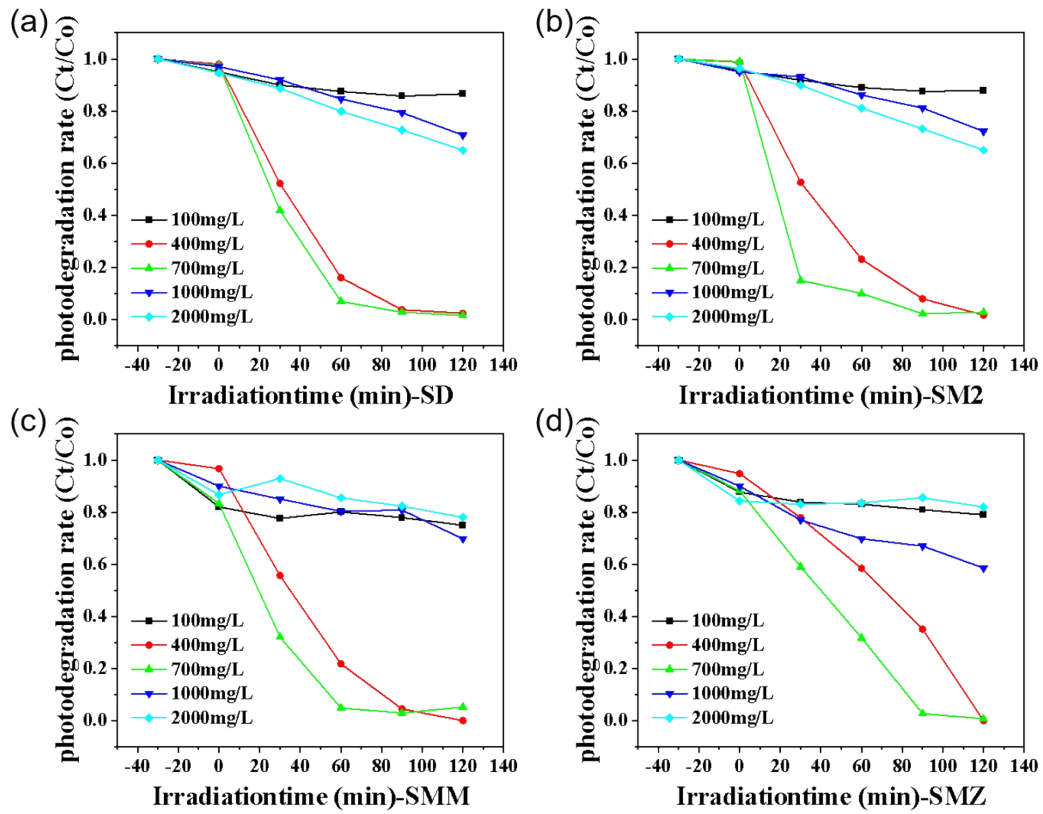 (a)
photodegradation rate (Ct/Co)
1.0
0.8
0.6
0.4
0.2
0.0
100mg/L
400mg/L
700mg/L
1000mg/L
2000mg/L
-40 -20 0 20 40 60 80 100 120 140
Irradiationtime (min)-SD
(b)
photodegradation rate (Ct/Co)
1.0
0.8
0.6
0.4
0.2
0.0
100mg/L
400mg/L
700mg/L
1000mg/L
2000mg/L
-40 -20 0 20 40 60 80 100 120 140
Irradiationtime (min)-SM2
(c)
photodegradation rate (Ct/Co)
1.0
0.8
0.6
0.4
0.2
0.0
100mg/L
400mg/L
700mg/L
1000mg/L
2000mg/L
-40 -20 0 20 40 60 80 100 120 140
Irradiationtime (min)-SMM
(d)
photodegradation rate (Ct/Co)
1.0
0.8
0.6
0.4
0.2
0.0
100mg/L
400mg/L
700mg/L
1000mg/L
2000mg/L
-40 -20 0 20 40 60 80 100 120 140
Irradiationtime (min)-SMZ